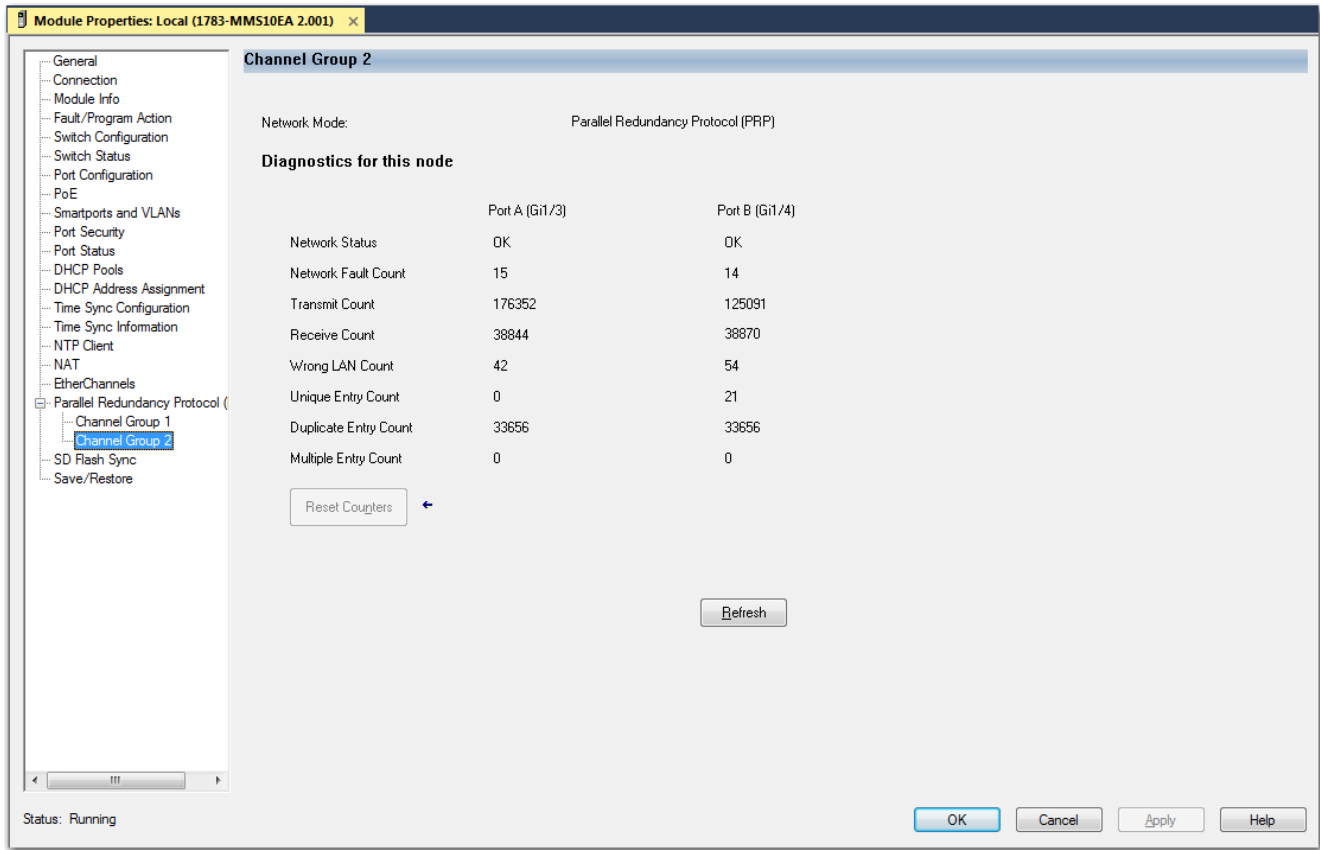 Module Properties: Local (1783-MMS10EA 2.001) ×
General
Connection
Module Info
Fault/Program Action
Switch Configuration
Switch Status
Port Configuration
PoE
Smartports and VLANs
Port Security
Port Status
DHCP Pools
DHCP Address Assignment
Time Sync Configuration
Time Sync Information
NTP Client
NAT
EtherChannels
Parallel Redundancy Protocol (
Channel Group 1
Channel Group 2
SD Flash Sync
Save/Restore
Channel Group 2
Network Mode: Parallel Redundancy Protocol (PRP)
Diagnostics for this node
Port A (Gi1/3) Port B (Gi1/4)
Network Status OK OK
Network Fault Count 15 14
Transmit Count 176352 125091
Receive Count 38844 38870
Wrong LAN Count 42 54
Unique Entry Count 0 21
Duplicate Entry Count 33656 33656
Multiple Entry Count 0 0
Reset Counters ←
Refresh
Status: Running
OK Cancel Apply Help